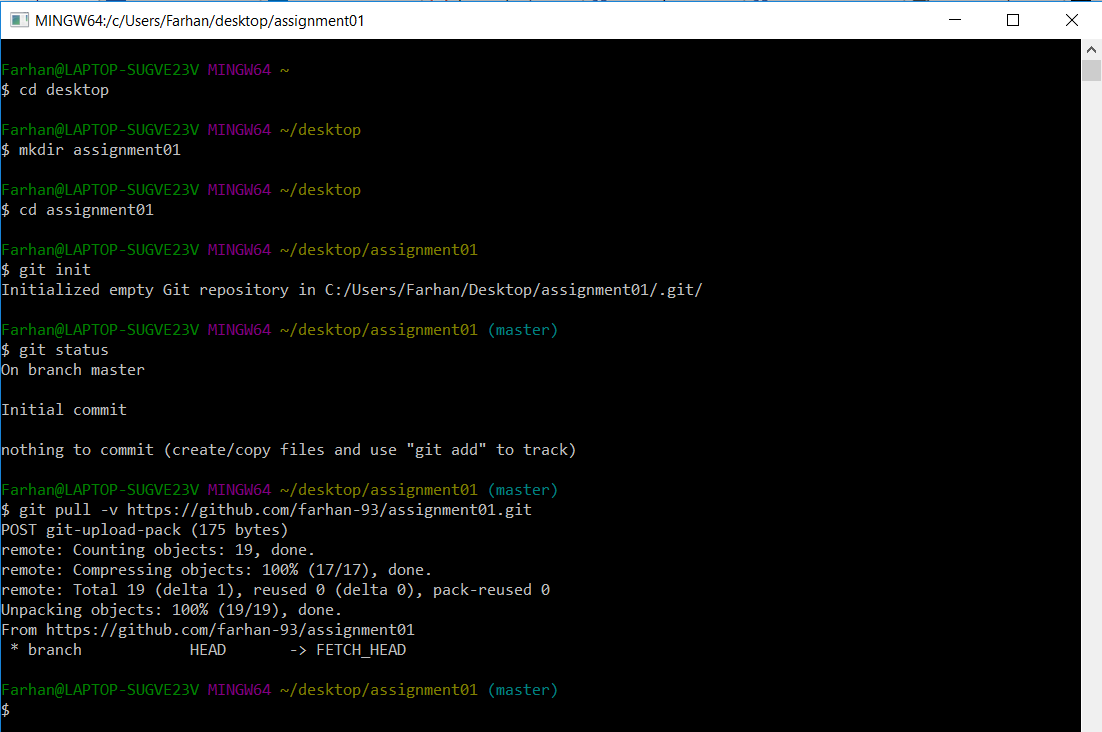 MINGW64:/c/Users/Farhan/desktop/assignment01
Farhan@LAPTOP-SUGVE23V MINGW64 ~
$ cd desktop
Farhan@LAPTOP-SUGVE23V MINGW64 ~/desktop
$ mkdir assignment01
Farhan@LAPTOP-SUGVE23V MINGW64 ~/desktop
$ cd assignment01
Farhan@LAPTOP-SUGVE23V MINGW64 ~/desktop/assignment01
$ git init
Initialized empty Git repository in C:/Users/Farhan/Desktop/assignment01/.git/
Farhan@LAPTOP-SUGVE23V MINGW64 ~/desktop/assignment01 (master)
$ git status
On branch master
Initial commit
nothing to commit (create/copy files and use "git add" to track)
Farhan@LAPTOP-SUGVE23V MINGW64 ~/desktop/assignment01 (master)
$ git pull -v https://github.com/farhan-93/assignment01.git
POST git-upload-pack (175 bytes)
remote: Counting objects: 19, done.
remote: Compressing objects: 100% (17/17), done.
remote: Total 19 (delta 1), reused 0 (delta 0), pack-reused 0
Unpacking objects: 100% (19/19), done.
From https://github.com/farhan-93/assignment01
 * branch            HEAD       -> FETCH_HEAD
Farhan@LAPTOP-SUGVE23V MINGW64 ~/desktop/assignment01 (master)
$